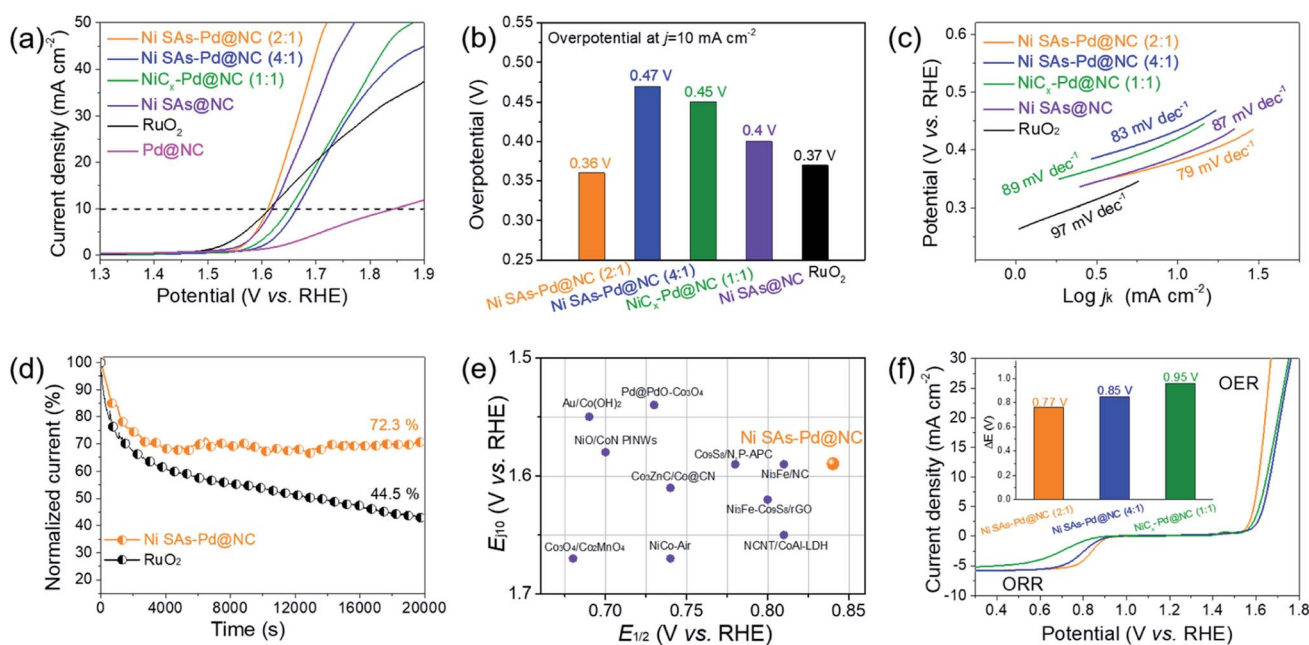 (a)
Ni SAs-Pd@NC (2:1)
Ni SAs-Pd@NC (4:1)
NiCₓ-Pd@NC (1:1)
Ni SAs@NC
RuO₂
Pd@NC
Current density (mA cm⁻²)
50
40
30
20
10
0
1.3 1.4 1.5 1.6 1.7 1.8 1.9
Potential (V vs. RHE)
(b)
Overpotential at j=10 mA cm⁻²
Overpotential (V)
0.55
0.50
0.45
0.40
0.35
0.30
0.25
0.36 V
0.47 V
0.45 V
0.4 V
0.37 V
Ni SAs-Pd@NC (2:1)
Ni SAs-Pd@NC (4:1)
NiCₓ-Pd@NC (1:1)
Ni SAs@NC
RuO₂
(c)
Ni SAs-Pd@NC (2:1)
Ni SAs-Pd@NC (4:1)
NiCₓ-Pd@NC (1:1)
Ni SAs@NC
RuO₂
Potential (V vs. RHE)
0.6
0.5
0.4
0.3
83 mV dec⁻¹
87 mV dec⁻¹
89 mV dec⁻¹
79 mV dec⁻¹
97 mV dec⁻¹
0.0 0.5 1.0 1.5
Log jₖ (mA cm⁻²)
(d)
Normalized current (%)
100
90
80
70
60
50
40
30
20
72.3 %
44.5 %
Ni SAs-Pd@NC
RuO₂
0 4000 8000 12000 16000 20000
Time (s)
(e)
Eⱼ₁₀ (V vs. RHE)
1.5
1.6
1.7
Pd@PdO-Co₃O₄
Au/Co(OH)₂
NiO/CoN PINWs
Ni SAs-Pd@NC
Co₉S₈/N,P-APC
Ni₃Fe/NC
Co₃ZnC/Co@CN
Ni₃Fe-Co₉S₈/rGO
Co₃O₄/Co₂MnO₄
NiCo-Air
NCNT/CoAl-LDH
0.70 0.75 0.80 0.85
E₁/₂ (V vs. RHE)
(f)
Current density (mA cm⁻²)
30
25
20
15
10
5
0
-5
-10
ΔE (V)
1.0
0.8
0.6
0.4
0.2
0.0
0.77 V
0.85 V
0.95 V
Ni SAs-Pd@NC (2:1)
Ni SAs-Pd@NC (4:1)
NiCₓ-Pd@NC (1:1)
OER
ORR
0.4 0.6 0.8 1.0 1.2 1.4 1.6 1.8
Potential (V vs. RHE)